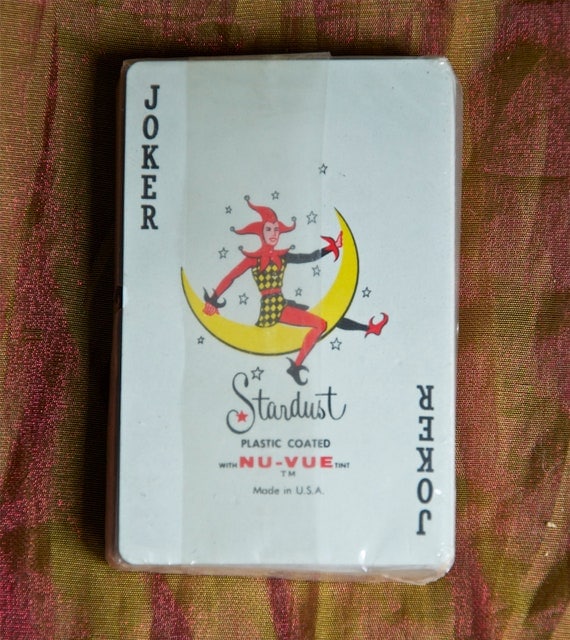 JOKER
Stardust
PLASTIC COATED
WITH NU-VUE TINT
TM
Made in U.S.A.
JOKER